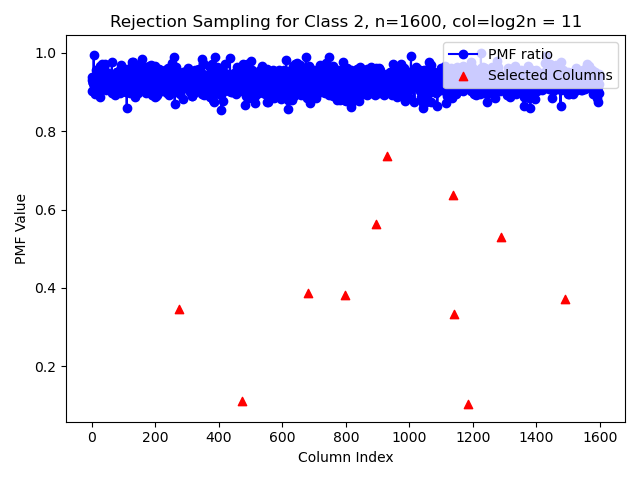 Rejection Sampling for Class 2, n=1600, col=log2n = 11
PMF ratio
Selected Columns
PMF Value
1.0
0.8
0.6
0.4
0.2
0 200 400 600 800 1000 1200 1400 1600
Column Index